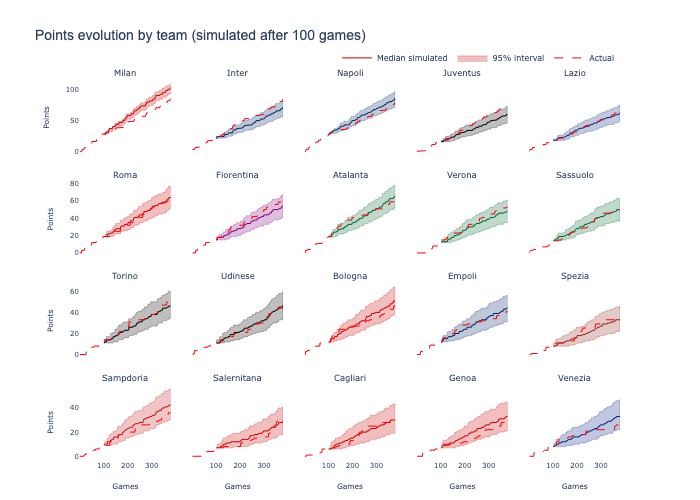 Points evolution by team (simulated after 100 games)
Median simulated 95% interval Actual
Milan Inter Napoli Juventus Lazio
100
50
0
Points
Roma Fiorentina Atalanta Verona Sassuolo
80
60
40
20
0
Points
Torino Udinese Bologna Empoli Spezia
60
40
20
0
Points
Sampdoria Salernitana Cagliari Genoa Venezia
40
20
0
Points
100 200 300 100 200 300 100 200 300 100 200 300 100 200 300
Games Games Games Games Games